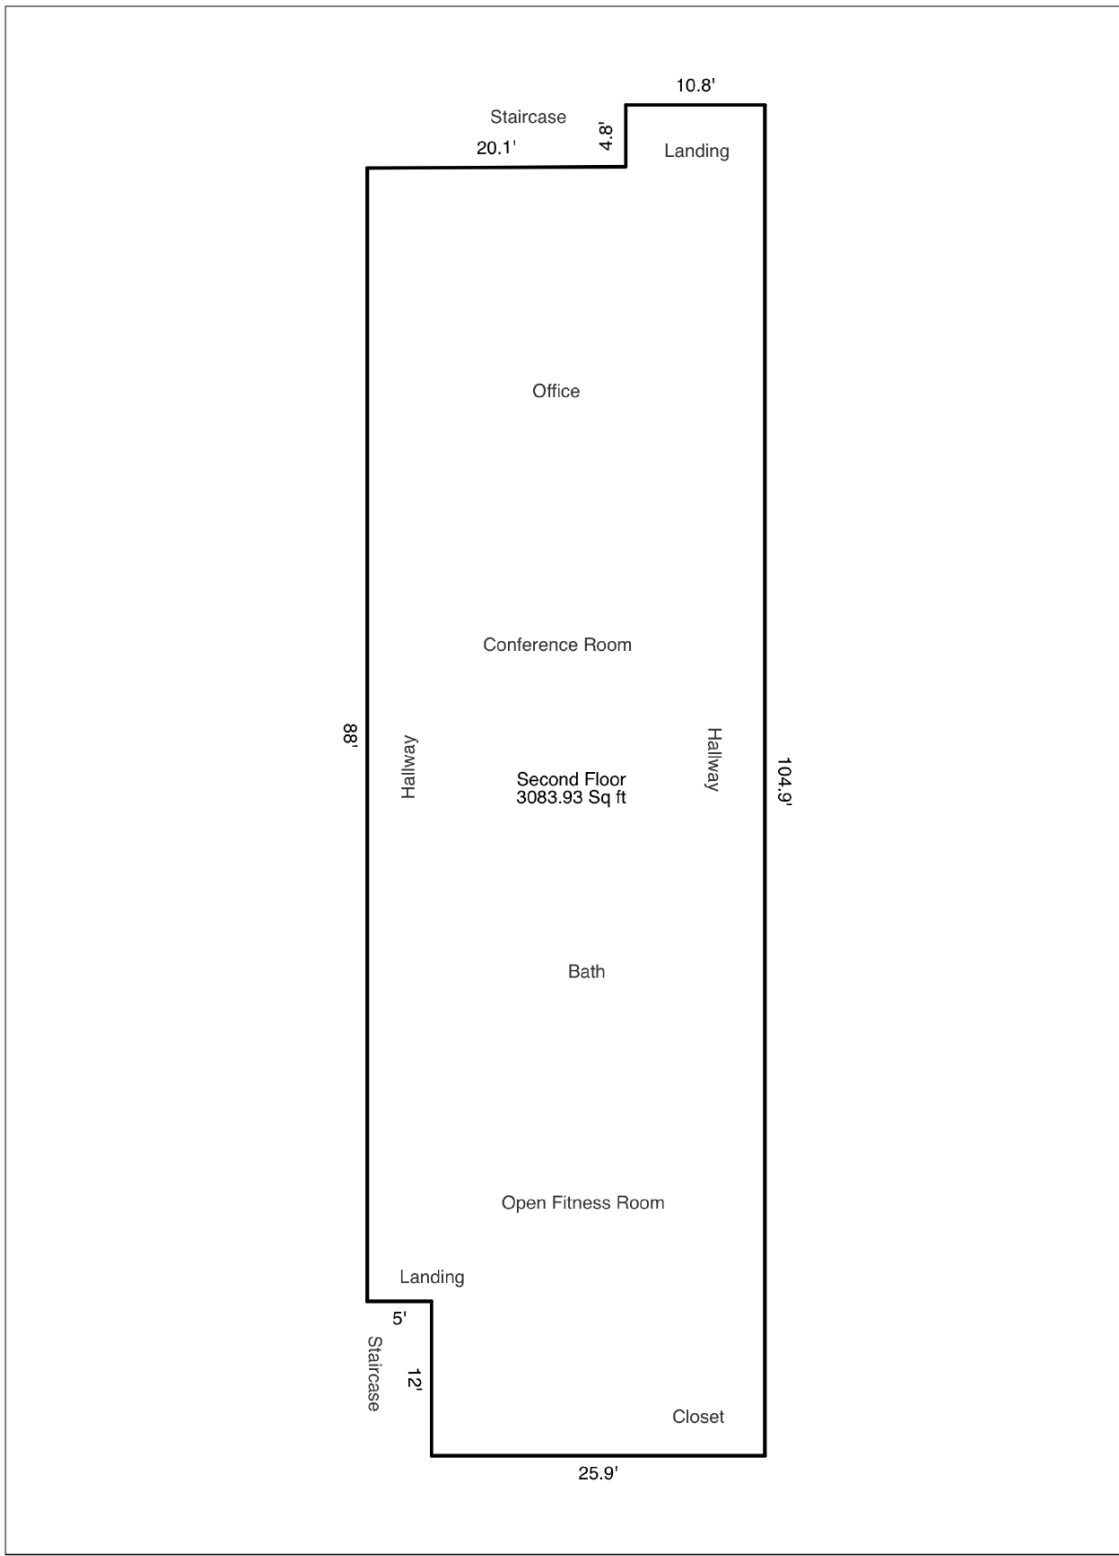 10.8'
Staircase
4.8'
20.1'
Landing
Office
Conference Room
88'
Hallway
Hallway
Second Floor
3083.93 Sq ft
104.9'
Bath
Open Fitness Room
Landing
5'
Staircase
12'
Closet
25.9'